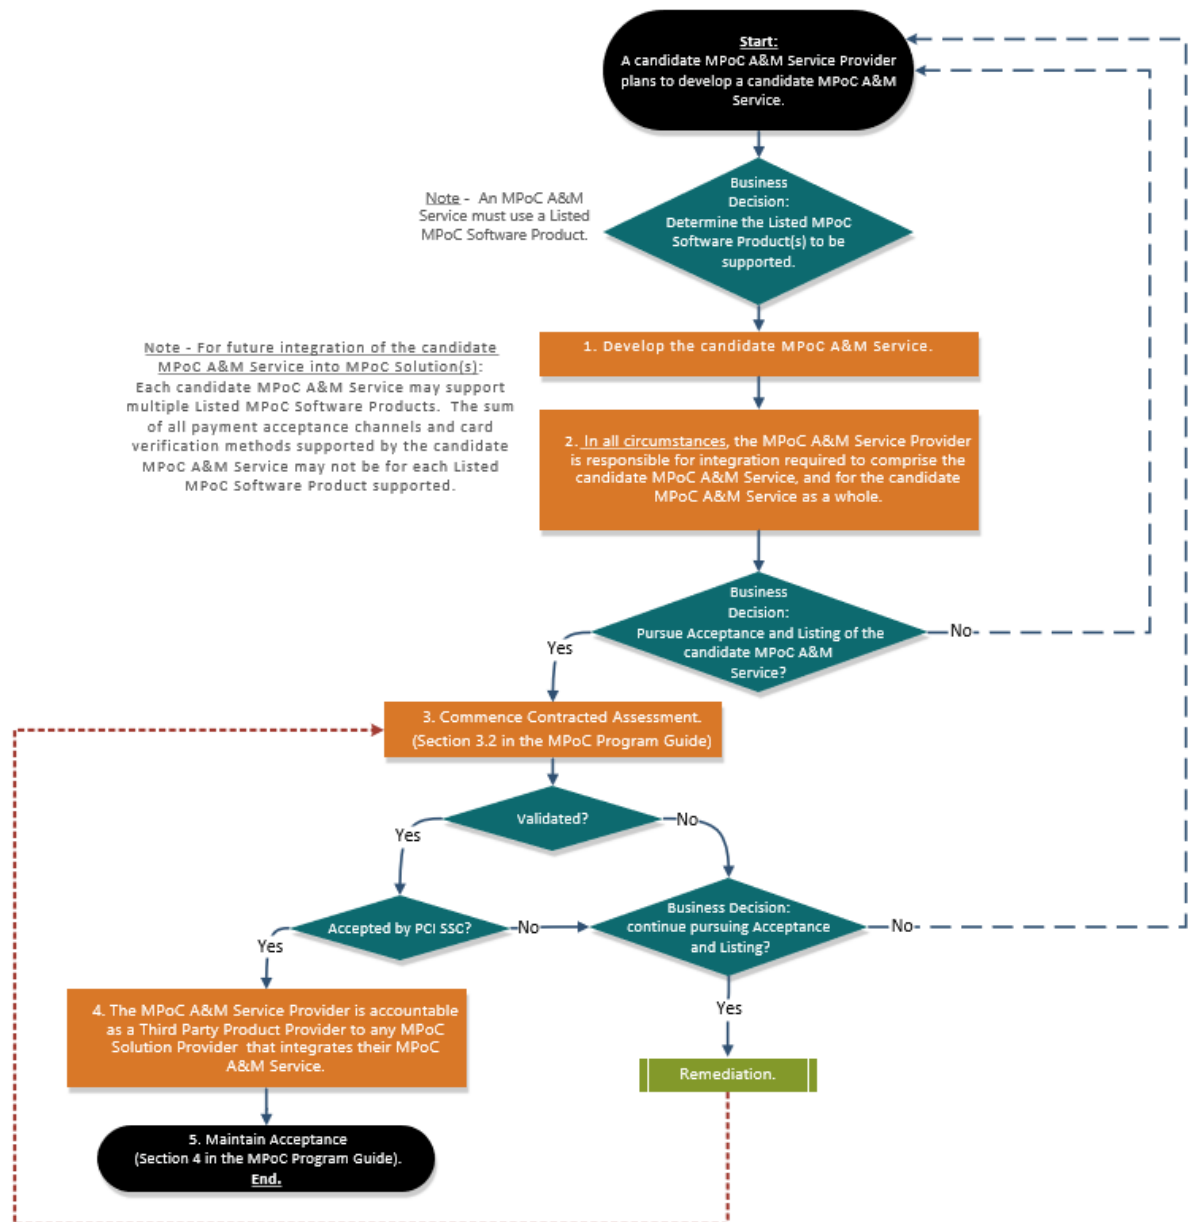 Start:
A candidate MPoC A&M Service Provider
plans to develop a candidate MPoC A&M
Service.
Note - An MPoC A&M
Service must use a Listed
MPoC Software Product.
Business
Decision:
Determine the Listed MPoC
Software Product(s) to be
supported.
1. Develop the candidate MPoC A&M Service.
Note - For future integration of the candidate
MPoC A&M Service into MPoC Solution(s):
Each candidate MPoC A&M Service may support
multiple Listed MPoC Software Products. The sum
of all payment acceptance channels and card
verification methods supported by the candidate
MPoC A&M Service may not be for each Listed
MPoC Software Product supported.
2. In all circumstances, the MPoC A&M Service Provider
is responsible for integration required to comprise the
candidate MPoC A&M Service, and for the candidate
MPoC A&M Service as a whole.
Business
Decision:
Pursue Acceptance and Listing of the
candidate MPoC A&M
Service?
No
Yes
3. Commence Contracted Assessment.
(Section 3.2 in the MPoC Program Guide)
Validated?
Yes
No
Accepted by PCI SSC?
No
Business Decision:
continue pursuing Acceptance
and Listing?
No
Yes
Yes
4. The MPoC A&M Service Provider is accountable
as a Third Party Product Provider to any MPoC
Solution Provider that integrates their MPoC
A&M Service.
Remediation.
5. Maintain Acceptance
(Section 4 in the MPoC Program Guide).
End.